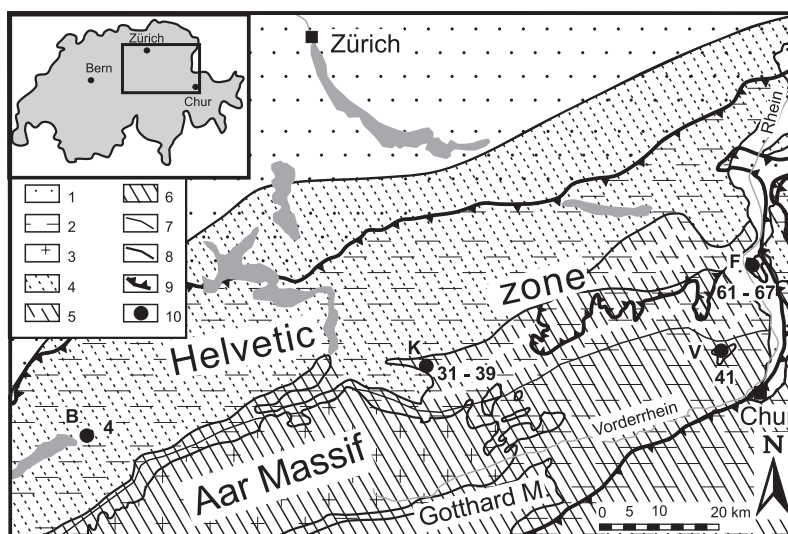 Zürich
Bern
Chur
Zürich
Rhein
1
2
3
4
5
6
7
8
9
10
F
61 - 67
zone
Helvetic
K
31 - 39
V
41
B
4
Chur
Vorderrhein
Aar Massif
Gotthard M.
N
0 5 10 20 km